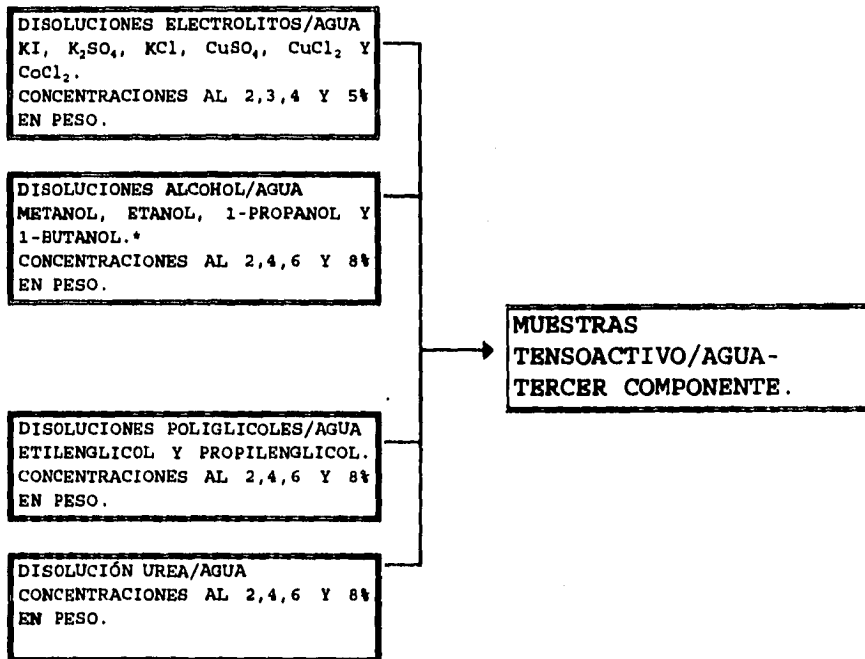 DISOLUCIONES ELECTROLITOS/AGUA
KI, K₂SO₄, KCl, CuSO₄, CuCl₂ Y
CoCl₂.
CONCENTRACIONES AL 2,3,4 Y 5%
EN PESO.
DISOLUCIONES ALCOHOL/AGUA
METANOL, ETANOL, 1-PROPANOL Y
1-BUTANOL.*
CONCENTRACIONES AL 2,4,6 Y 8%
EN PESO.
MUESTRAS
TENSOACTIVO/AGUA-
TERCER COMPONENTE.
DISOLUCIONES POLIGLICOLES/AGUA
ETILENGLICOL Y PROPILENGLICOL.
CONCENTRACIONES AL 2,4,6 Y 8%
EN PESO.
DISOLUCIÓN UREA/AGUA
CONCENTRACIONES AL 2,4,6 Y 8%
EN PESO.